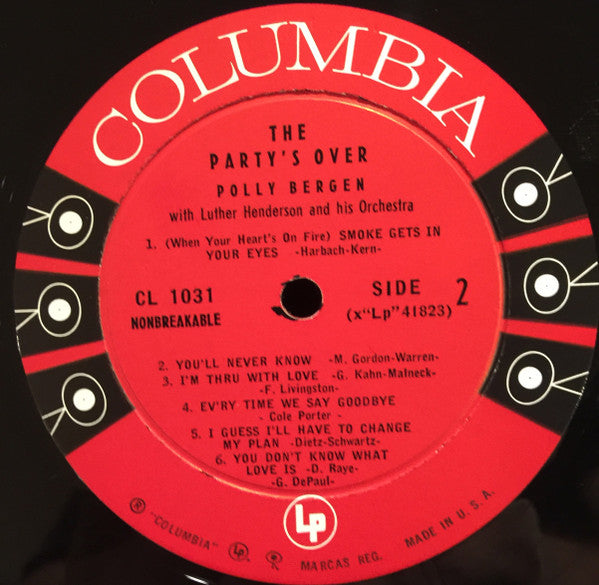 COLUMBIA
THE
PARTY'S OVER
POLLY BERGEN
with Luther Henderson and his Orchestra
1. (When Your Heart's On Fire) SMOKE GETS IN
YOUR EYES -Harbach-Kern-
CL 1031
NONBREAKABLE
SIDE 2
(x"Lp"41823)
2. YOU'LL NEVER KNOW -M. Gordon-Warren-
3. I'M THRU WITH LOVE -G. Kahn-Malneck-
-F. Livingston-
4. EV'RY TIME WE SAY GOODBYE
- Cole Porter -
5. I GUESS I'LL HAVE TO CHANGE
MY PLAN -Dietz-Schwartz-
6. YOU DON'T KNOW WHAT
LOVE IS -D. Raye-
-G. DePaul-
Lp
® "COLUMBIA" Lp ® MARCAS REG. MADE IN U. S. A.